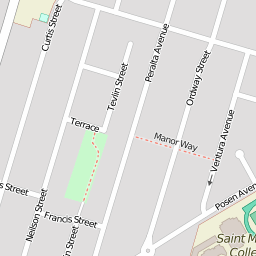 Curtis Street
Tevlin Street
Peralta Avenue
Ordway Street
Terrace
Manor Way
Ventura Avenue
s Street
Neilson Street
Francis Street
n Street
Posen Aven
Saint M
Colle